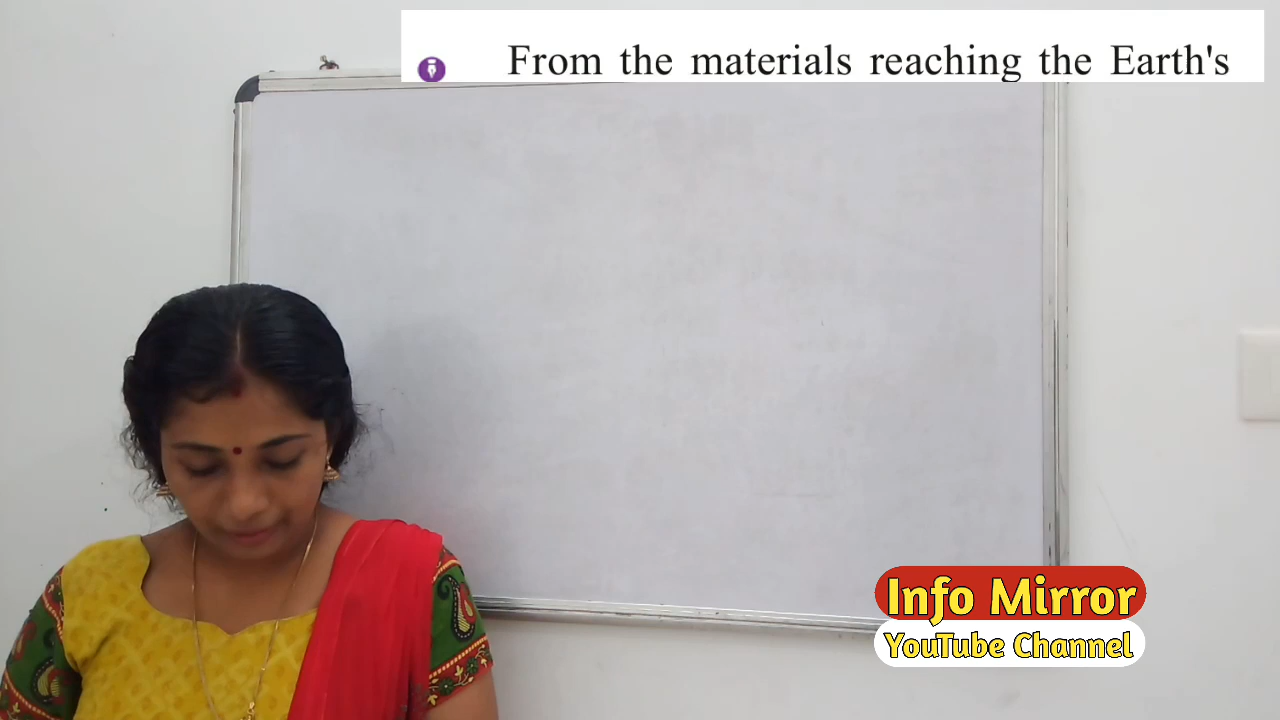 From the materials reaching the Earth's
Info Mirror
YouTube Channel